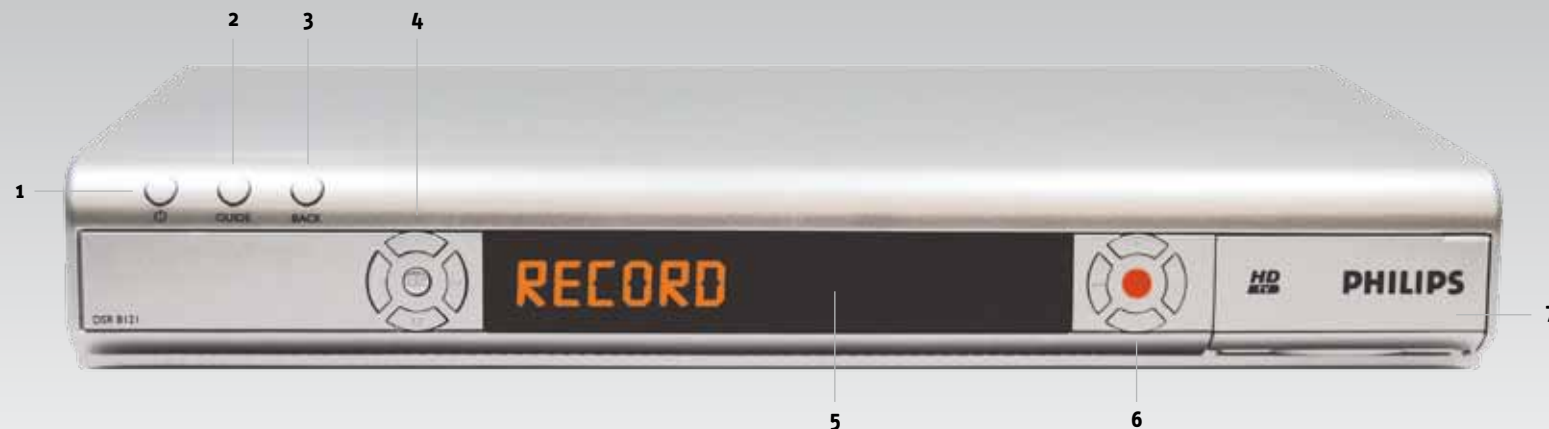 2 3 4
1
GUIDE BACK
RECORD
HD
PHILIPS
DSR 8121
7
5 6